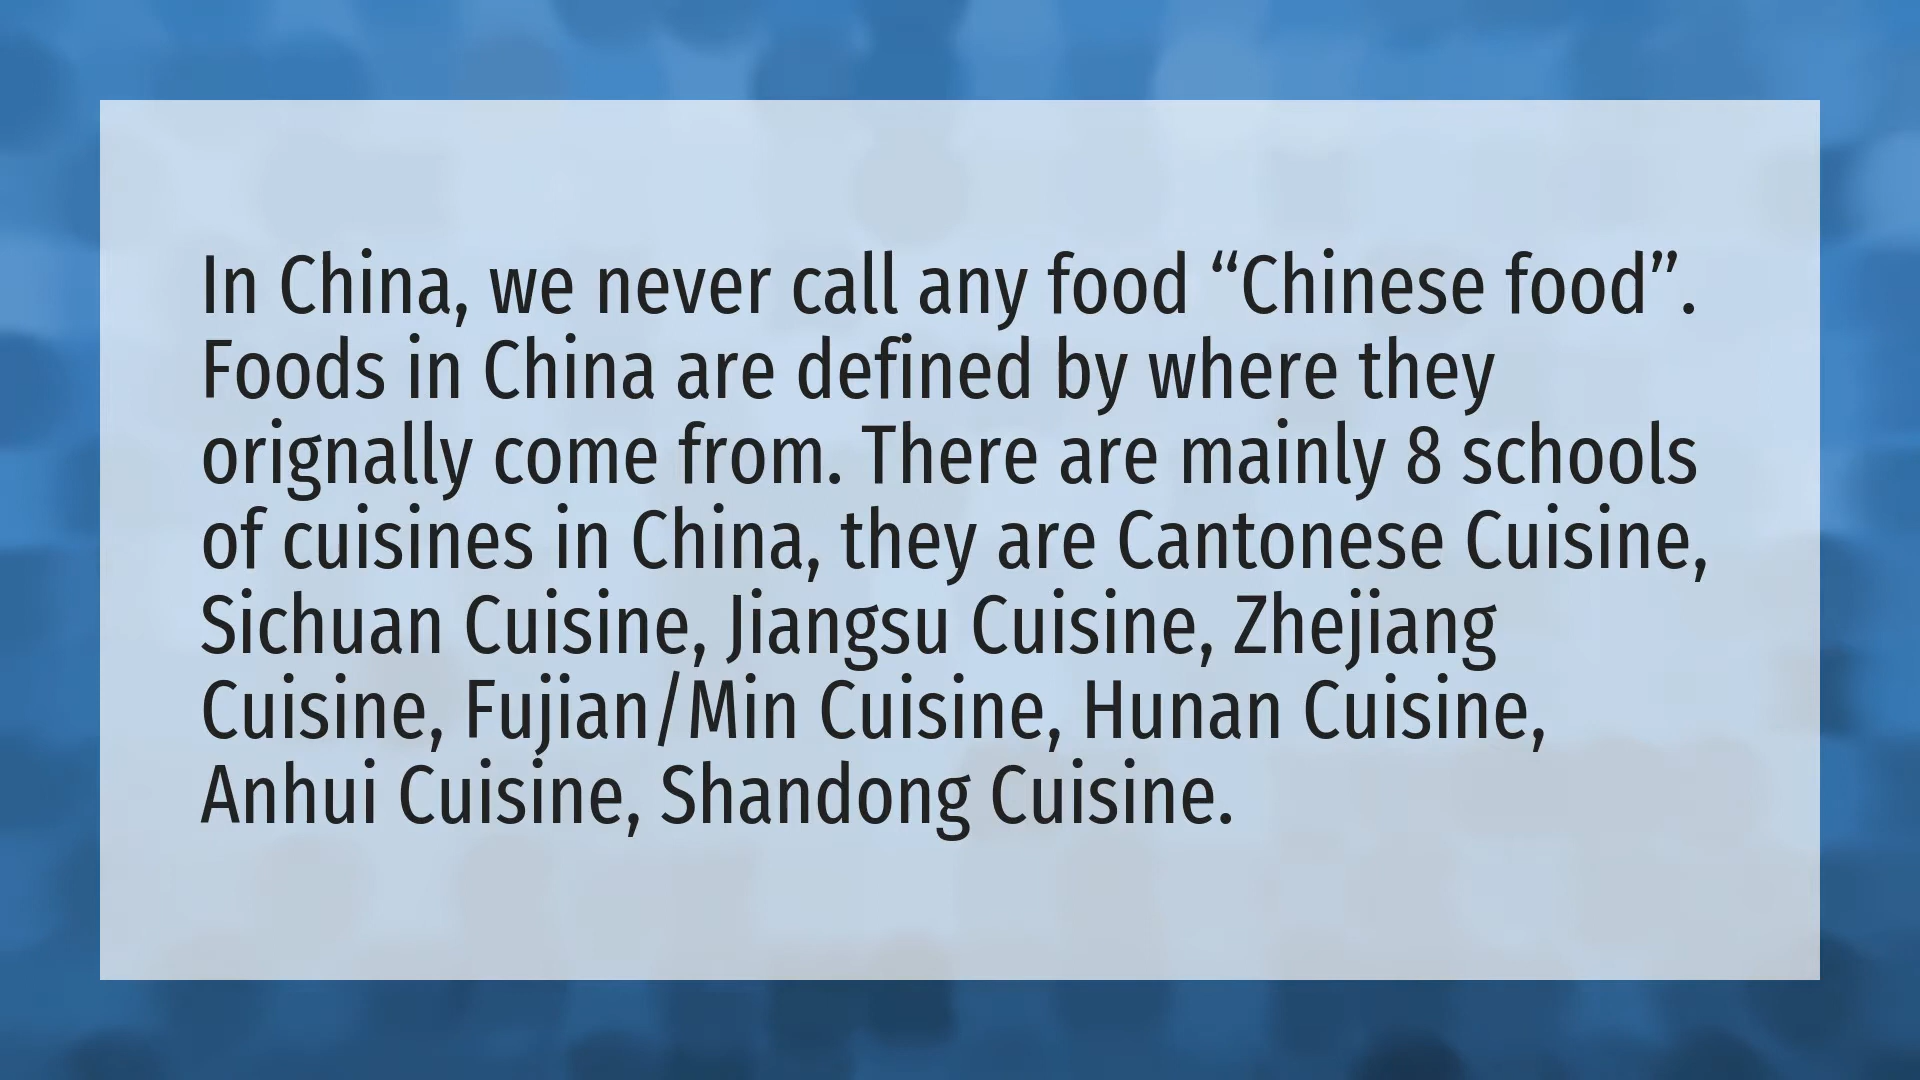 In China, we never call any food “Chinese food”.
Foods in China are defined by where they
orignally come from. There are mainly 8 schools
of cuisines in China, they are Cantonese Cuisine,
Sichuan Cuisine, Jiangsu Cuisine, Zhejiang
Cuisine, Fujian/Min Cuisine, Hunan Cuisine,
Anhui Cuisine, Shandong Cuisine.